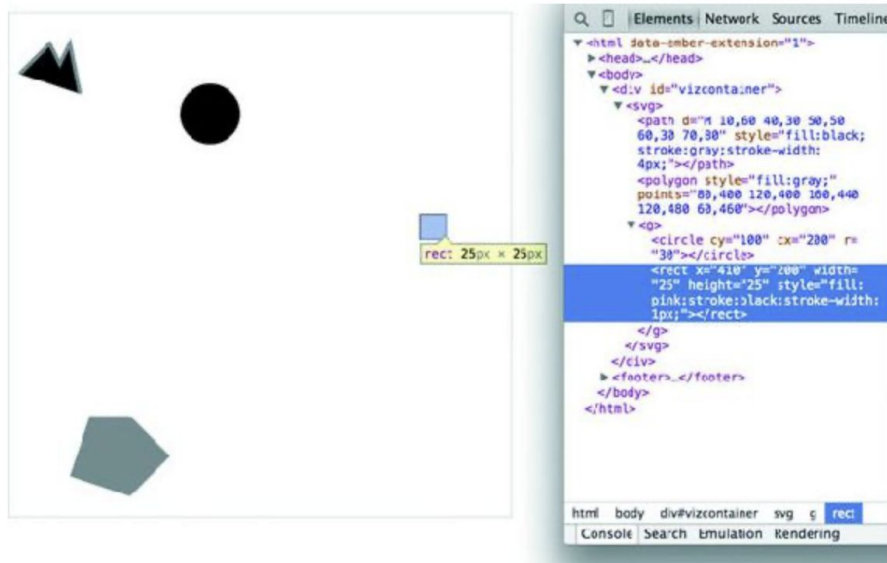 rect 25px × 25px
Elements Network Sources Timeline
▼<html data-ember-extension="1">
▶<head>…</head>
▼<body>
▼<div id="vizcontainer">
▼<svg>
<path d="M 10,60 40,30 50,50
60,30 70,80" style="fill:black;
stroke:gray;stroke-width:
4px;"></path>
<polygon style="fill:gray;"
points="80,400 120,400 160,440
120,480 60,460"></polygon>
▼<g>
<circle cy="100" cx="200" r=
"30"></circle>
<rect x="410" y="200" width=
"25" height="25" style="fill:
pink;stroke:black;stroke-width:
1px;"></rect>
</g>
</svg>
</div>
▶<footer>…</footer>
</body>
</html>
html body div#vizcontainer svg g rect
Console Search Emulation Rendering